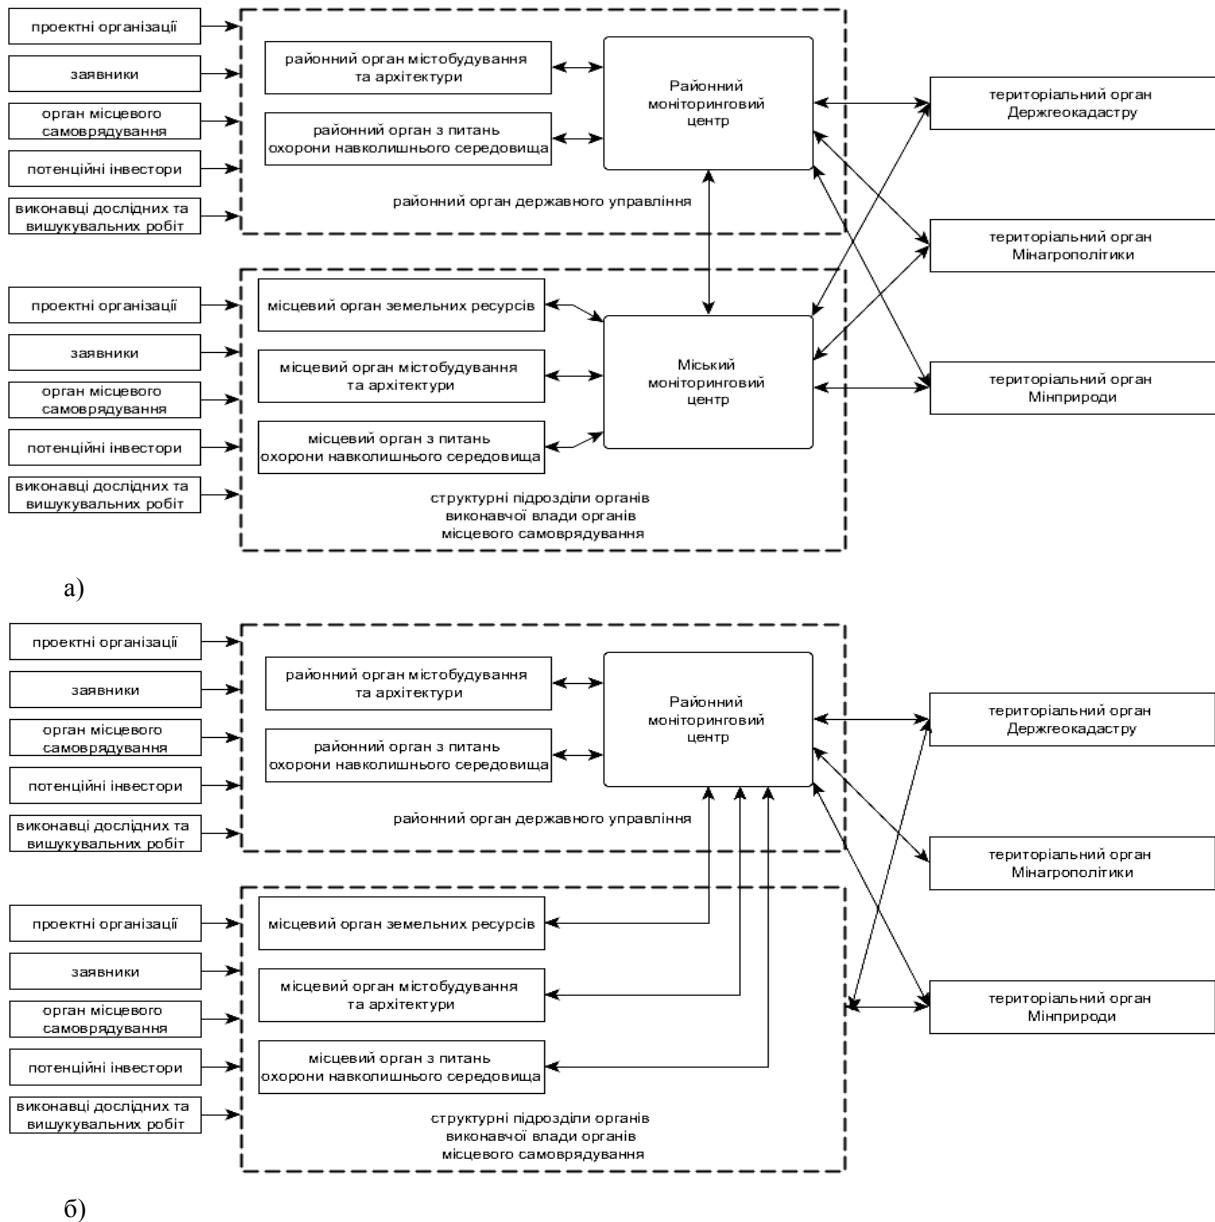 проектні організації
заявники
орган місцевого
самоврядування
потенційні інвестори
виконавці дослідних та
вишукувальних робіт
районний орган містобудування
та архітектури
районний орган з питань
охорони навколишнього середовища
Районний
моніторинговий
центр
районний орган державного управління
територіальний орган
Держгеокадастру
територіальний орган
Мінагрополітики
територіальний орган
Мінприроди
проектні організації
заявники
орган місцевого
самоврядування
потенційні інвестори
виконавці дослідних та
вишукувальних робіт
місцевий орган земельних ресурсів
місцевий орган містобудування
та архітектури
місцевий орган з питань
охорони навколишнього середовища
Міський
моніторинговий
центр
структурні підрозділи органів
виконавчої влади органів
місцевого самоврядування
а)
проектні організації
заявники
орган місцевого
самоврядування
потенційні інвестори
виконавці дослідних та
вишукувальних робіт
районний орган містобудування
та архітектури
районний орган з питань
охорони навколишнього середовища
Районний
моніторинговий
центр
районний орган державного управління
територіальний орган
Держгеокадастру
територіальний орган
Мінагрополітики
територіальний орган
Мінприроди
проектні організації
заявники
орган місцевого
самоврядування
потенційні інвестори
виконавці дослідних та
вишукувальних робіт
місцевий орган земельних ресурсів
місцевий орган містобудування
та архітектури
місцевий орган з питань
охорони навколишнього середовища
структурні підрозділи органів
виконавчої влади органів
місцевого самоврядування
б)